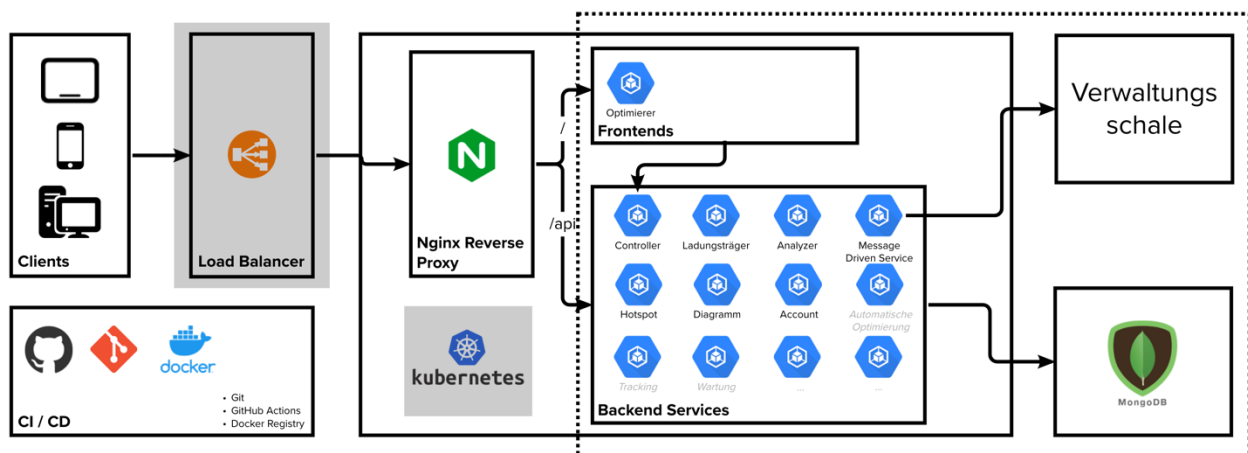 Clients
Load Balancer
N
Nginx Reverse
Proxy
/
/api
Optimierer
Frontends
Controller
Ladungsträger
Analyzer
Message
Driven Service
Hotspot
Diagramm
Account
Automatische
Optimierung
Tracking
Wartung
...
...
Backend Services
Verwaltungs
schale
MongoDB
kubernetes
docker
• Git
• GitHub Actions
• Docker Registry
CI / CD